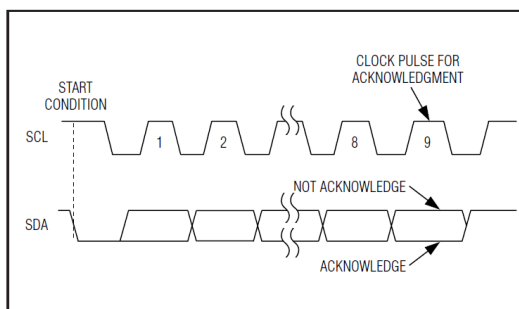 CLOCK PULSE FOR
ACKNOWLEDGMENT
START
CONDITION
SCL
1
2
8
9
NOT ACKNOWLEDGE
SDA
ACKNOWLEDGE